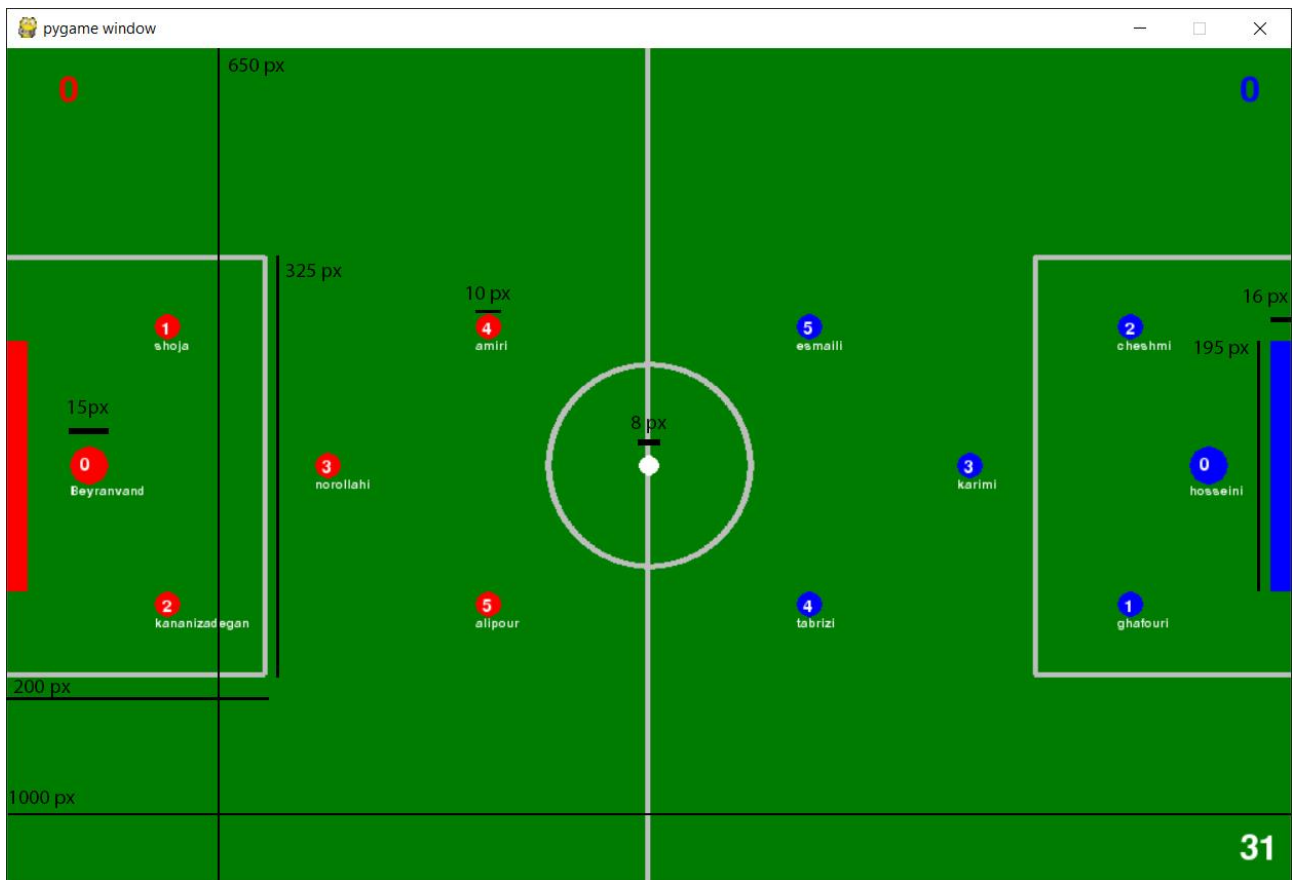 pygame window
650 px
0
0
325 px
10 px
16 px
1
shoja
4
amiri
5
esmaili
2
cheshmi
195 px
15px
8 px
0
Beyranvand
3
norollahi
3
karimi
0
hosseini
2
kananizadegan
5
alipour
4
tabrizi
1
ghafouri
200 px
1000 px
31